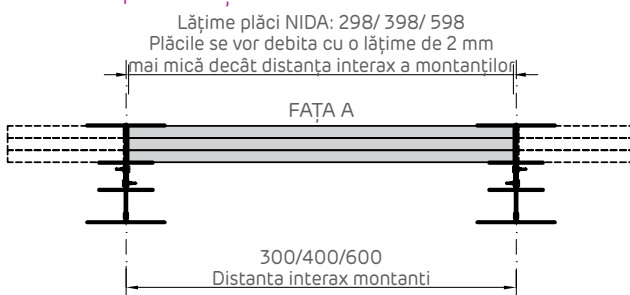 Lățime plăci NIDA: 298/ 398/ 598
Plăcile se vor debita cu o lățime de 2 mm
mai mică decât distanța interax a montanților
FAȚA A
300/400/600
Distanta interax montanti